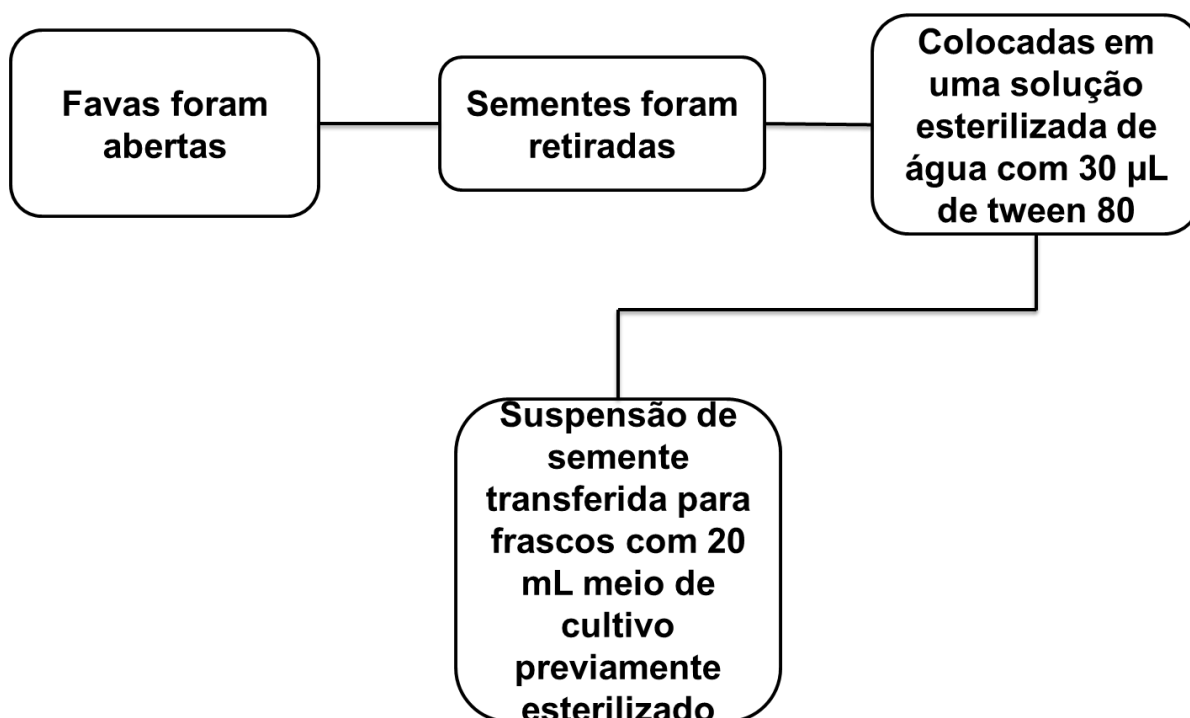 Favas foram
abertas
Sementes foram
retiradas
Colocadas em
uma solução
esterilizada de
água com 30 µL
de tween 80
Suspensão de
semente
transferida para
frascos com 20
mL meio de
cultivo
previamente
esterilizado